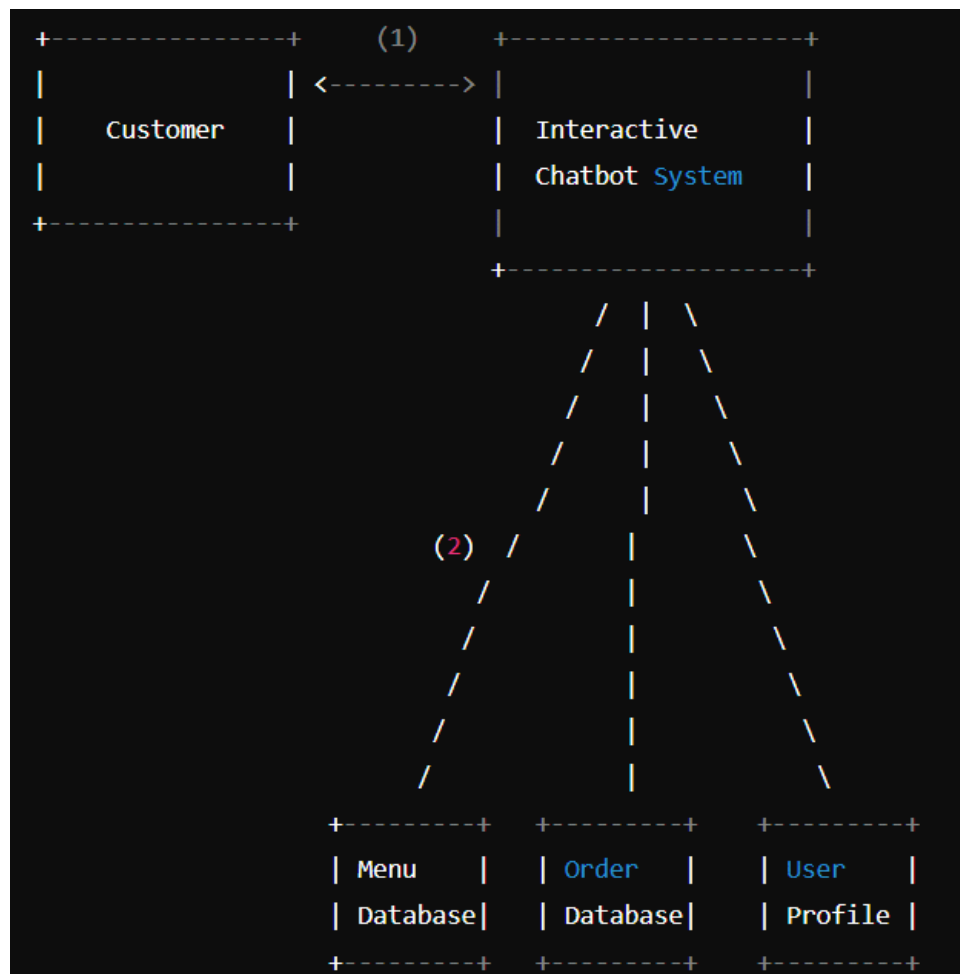 (1)
Customer
Interactive
Chatbot System
(2)
Menu Order User
Database Database Profile